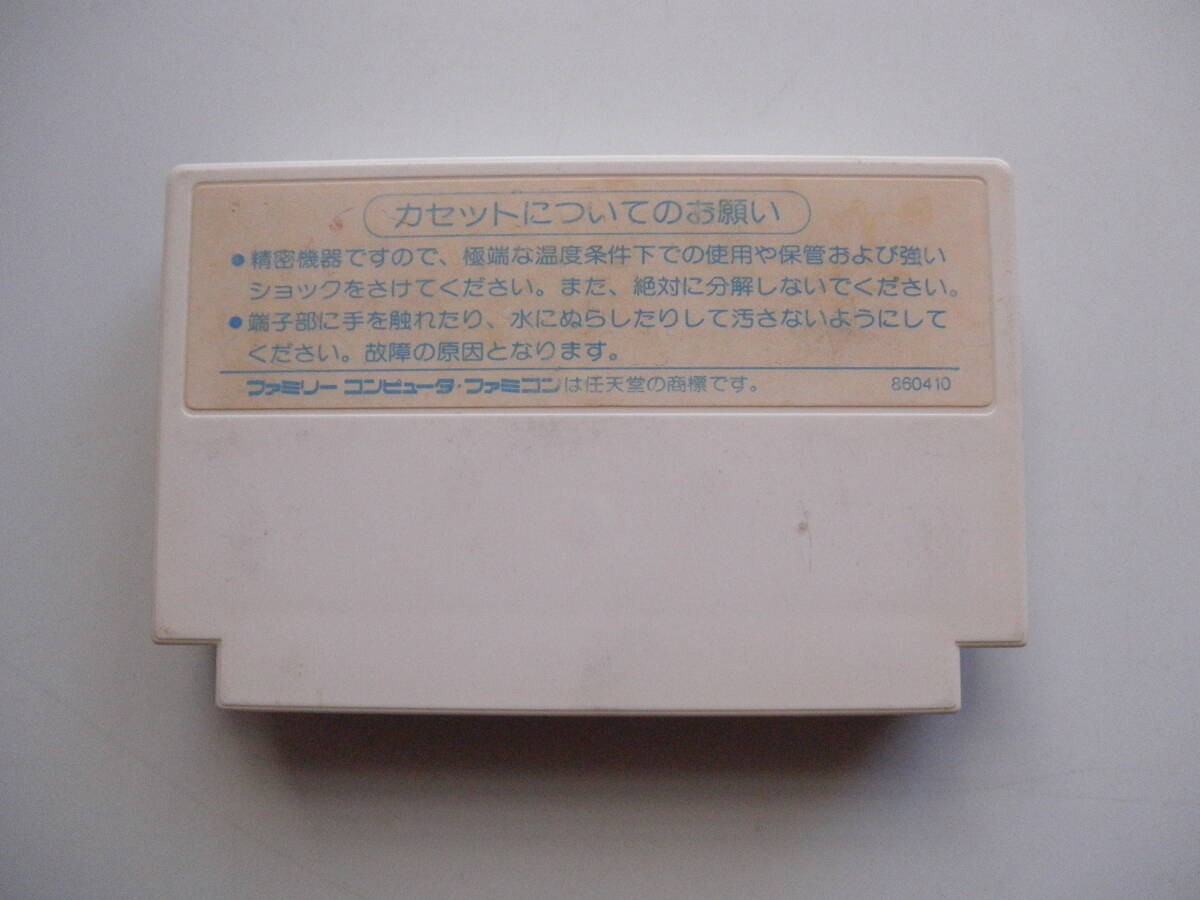 カセットについてのお願い
●精密機器ですので、極端な温度条件下での使用や保管および強い
ショックをさけてください。また、絶対に分解しないでください。
●端子部に手を触れたり、水にぬらしたりして汚さないようにして
ください。故障の原因となります。
ファミリーコンピュータ・ファミコンは任天堂の商標です。 860410